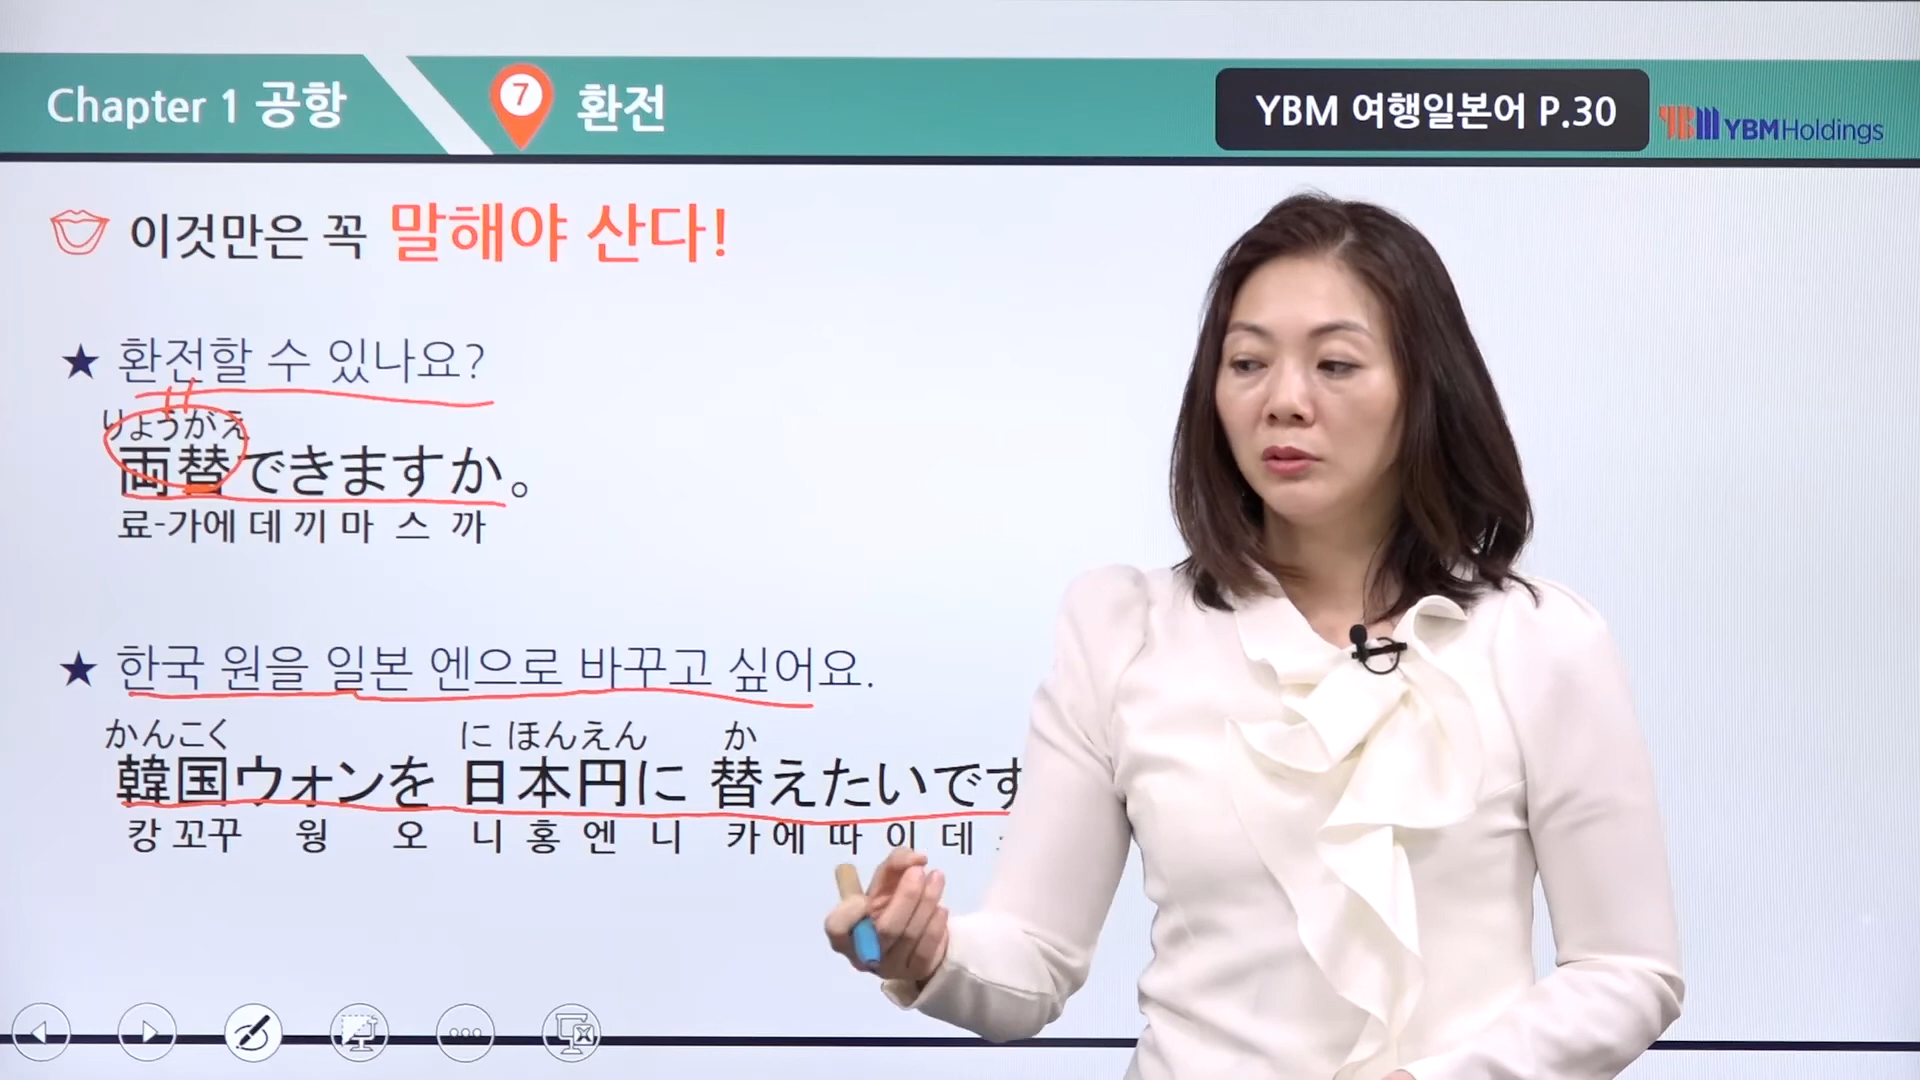 Chapter 1 공항
7 환전
YBM 여행일본어 P.30
YBM YBMHoldings
이것만은 꼭 말해야 산다!
★ 환전할 수 있나요?
りょうがえ
両替できますか。
료-가에 데 끼 마 스 까
★ 한국 원을 일본 엔으로 바꾸고 싶어요.
かんこく に ほんえん か
韓国ウォンを 日本円に 替えたいです
캉 꼬꾸 웡 오 니 홍 엔 니 카 에 따 이 데